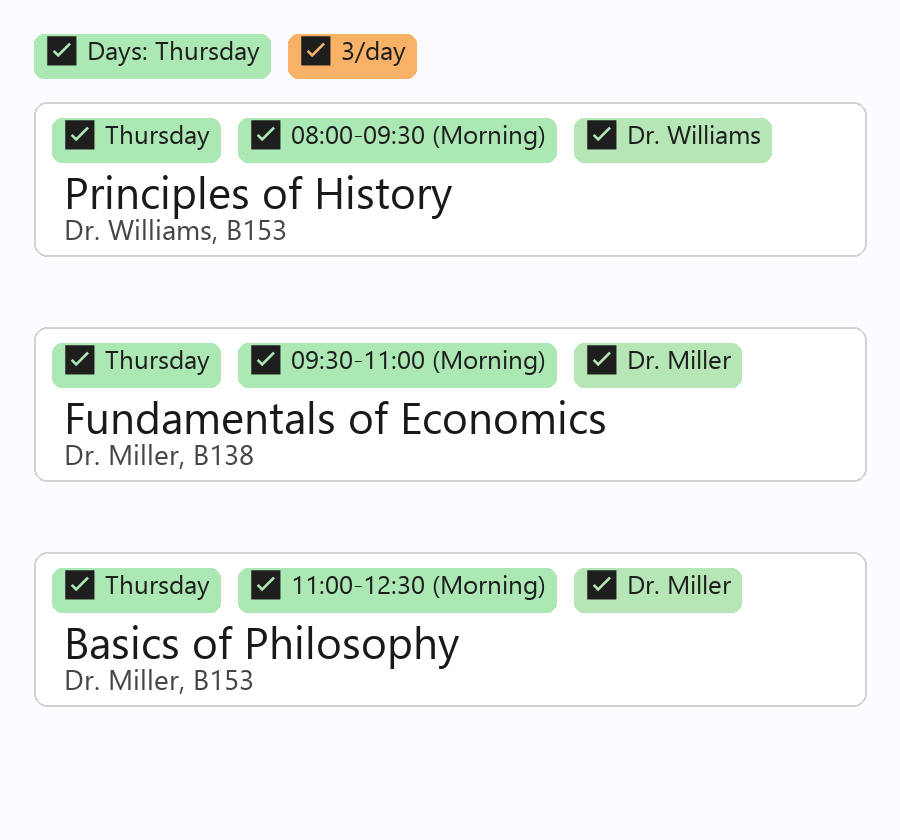 Days: Thursday 3/day
Thursday 08:00-09:30 (Morning) Dr. Williams
Principles of History
Dr. Williams, B153
Thursday 09:30-11:00 (Morning) Dr. Miller
Fundamentals of Economics
Dr. Miller, B138
Thursday 11:00-12:30 (Morning) Dr. Miller
Basics of Philosophy
Dr. Miller, B153